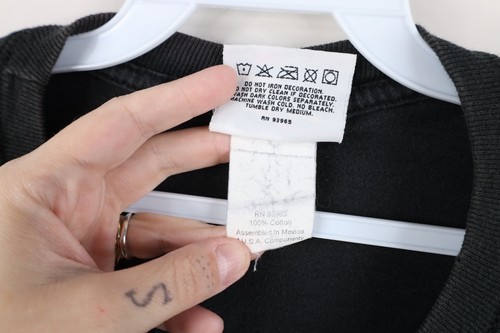 DO NOT IRON DECORATED.
DO NOT DRY CLEAN IF DECORATED.
WASH DARK COLORS SEPARATELY.
MACHINE WASH COLD. NO BLEACH.
TUMBLE DRY MEDIUM.
RN 93965
RN 93965
100% Cotton
Assembled in Mexico
U.S.A. Components
S